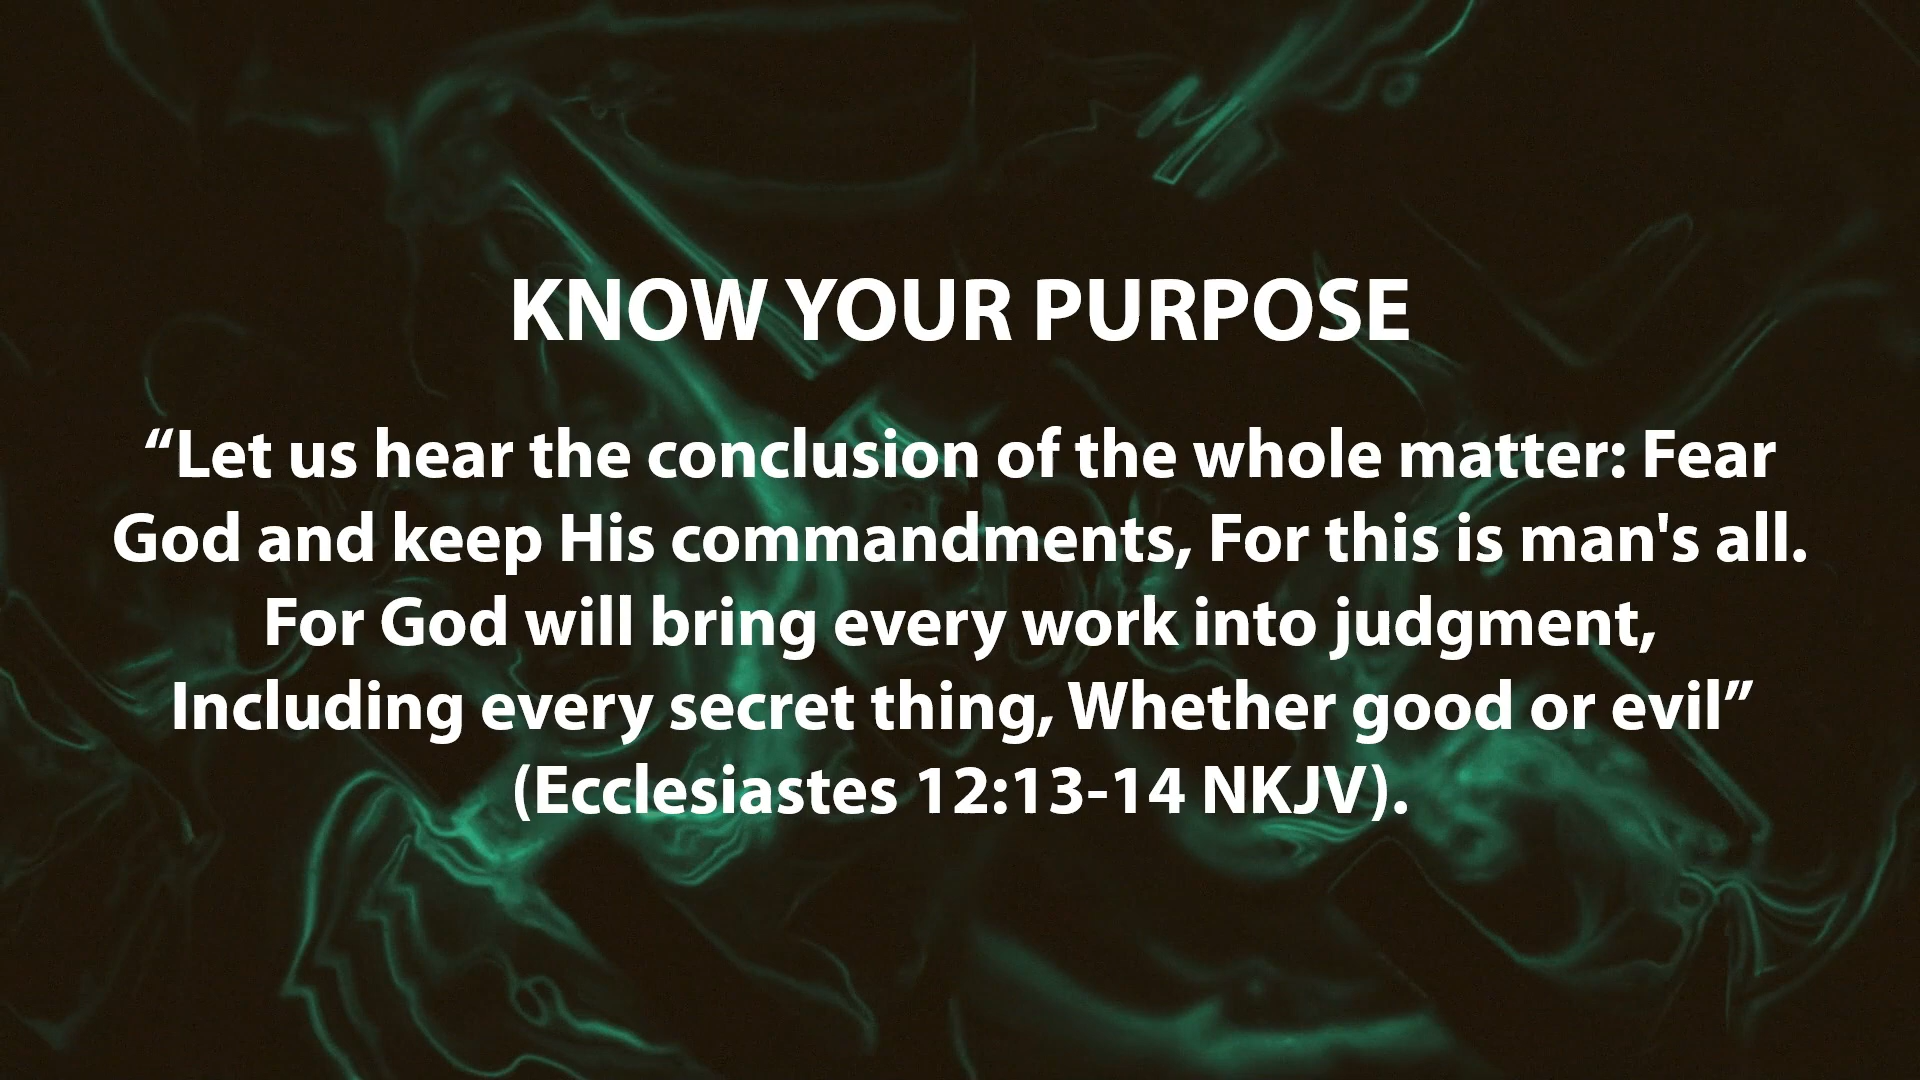 KNOW YOUR PURPOSE
“Let us hear the conclusion of the whole matter: Fear
God and keep His commandments, For this is man's all.
For God will bring every work into judgment,
Including every secret thing, Whether good or evil”
(Ecclesiastes 12:13-14 NKJV).